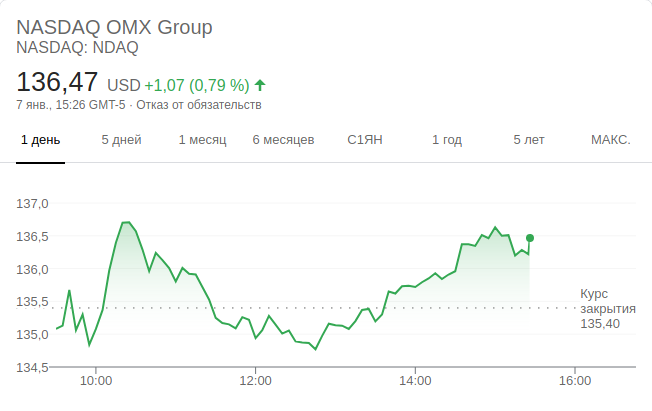 NASDAQ OMX Group
NASDAQ: NDAQ
136,47 USD +1,07 (0,79 %)
7 янв., 15:26 GMT-5 · Отказ от обязательств
1 день 5 дней 1 месяц 6 месяцев С1ЯН 1 год 5 лет МАКС.
137,0
136,5
136,0
135,5
135,0
134,5
Курс
закрытия
135,40
10:00 12:00 14:00 16:00